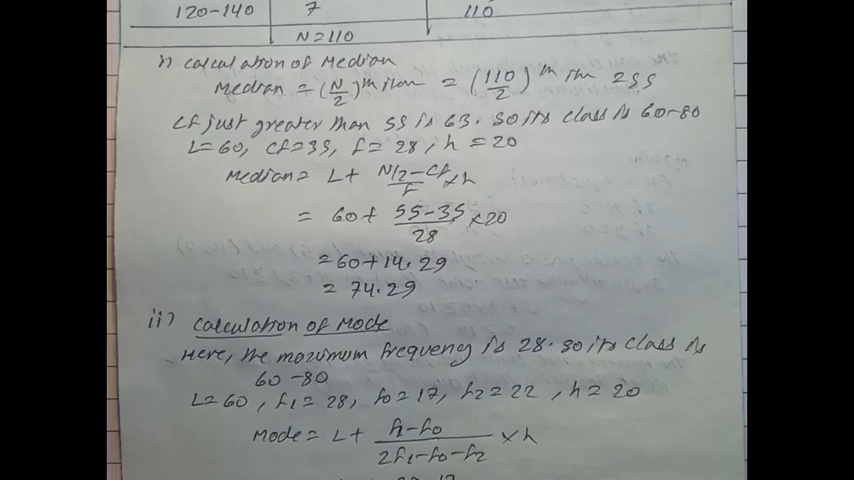 120-140 7 110
N=110
i) calculation of Median
Median = (N/2)th item = (110/2)th item = 55
cf just greater than 55 is 63. So its class is 60-80
L=60, cf=35, f=28, h=20
Median = L + N/2-cf/f × h
= 60+ 55-35/28 ×20
= 60+14.29
= 74.29
ii) calculation of Mode
Here, the maximum frequency is 28. so its class is
60-80
L=60, f1=28, f0=17, f2=22, h=20
Mode = L + f1-f0/2f1-f0-f2 × h